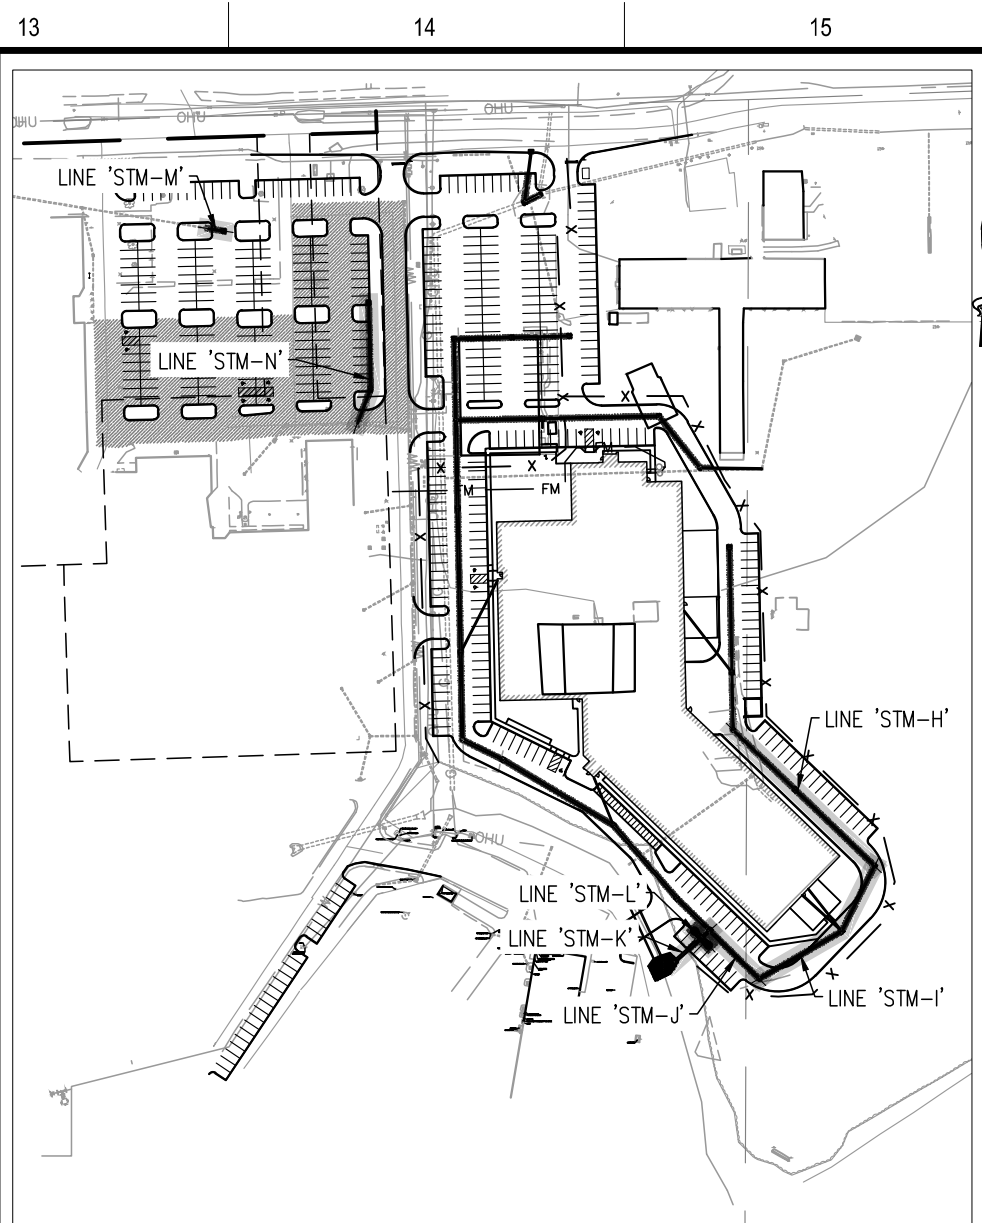 13 14 15
OHU OHU OHU
LINE 'STM-M'
LINE 'STM-N'
FM FM
LINE 'STM-H'
OHU
LINE 'STM-L'
LINE 'STM-K'
LINE 'STM-I'
LINE 'STM-J'